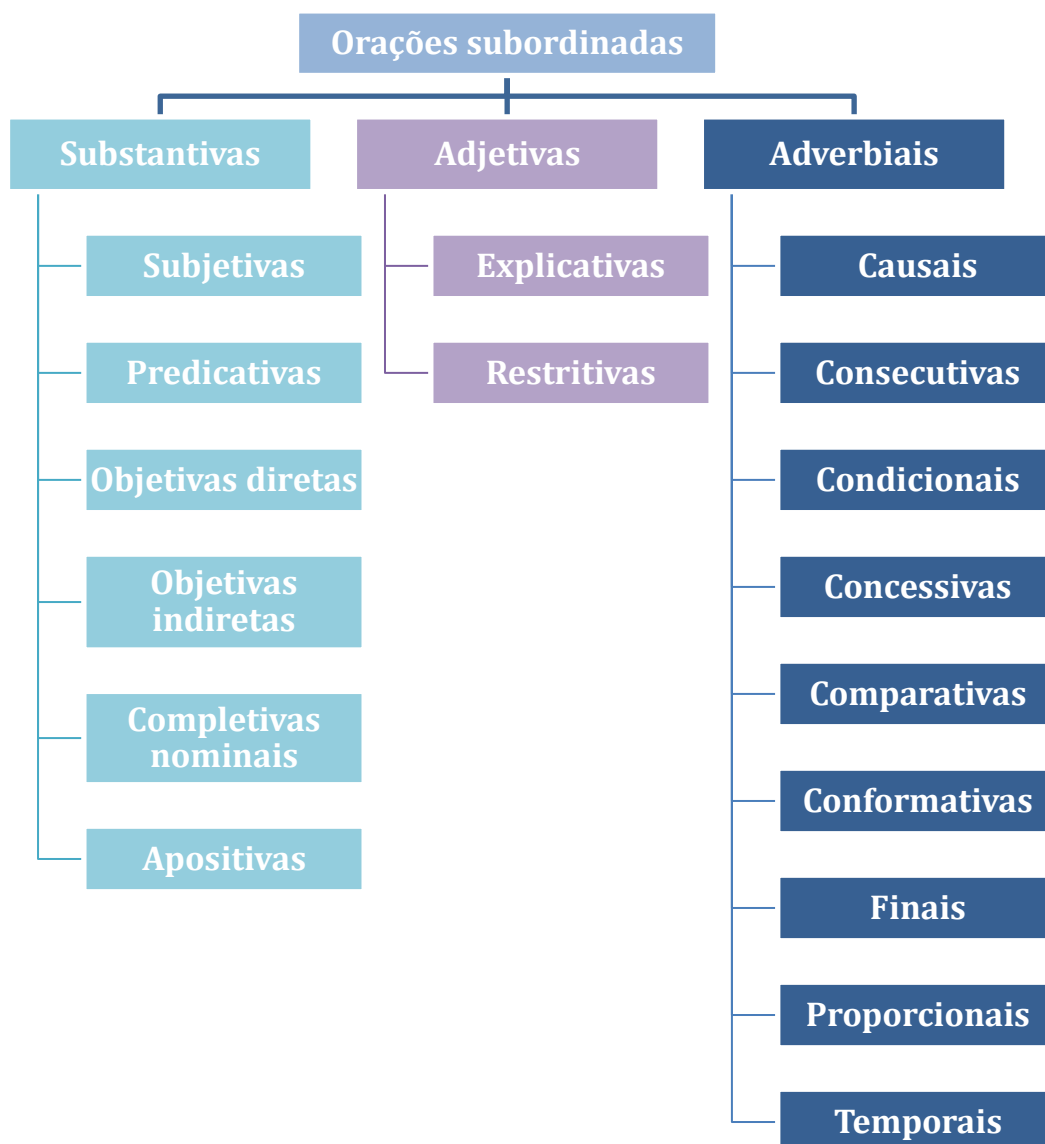 Orações subordinadas
Substantivas
Subjetivas
Predicativas
Objetivas diretas
Objetivas
indiretas
Completivas
nominais
Apositivas
Adjetivas
Explicativas
Restritivas
Adverbiais
Causais
Consecutivas
Condicionais
Concessivas
Comparativas
Conformativas
Finais
Proporcionais
Temporais